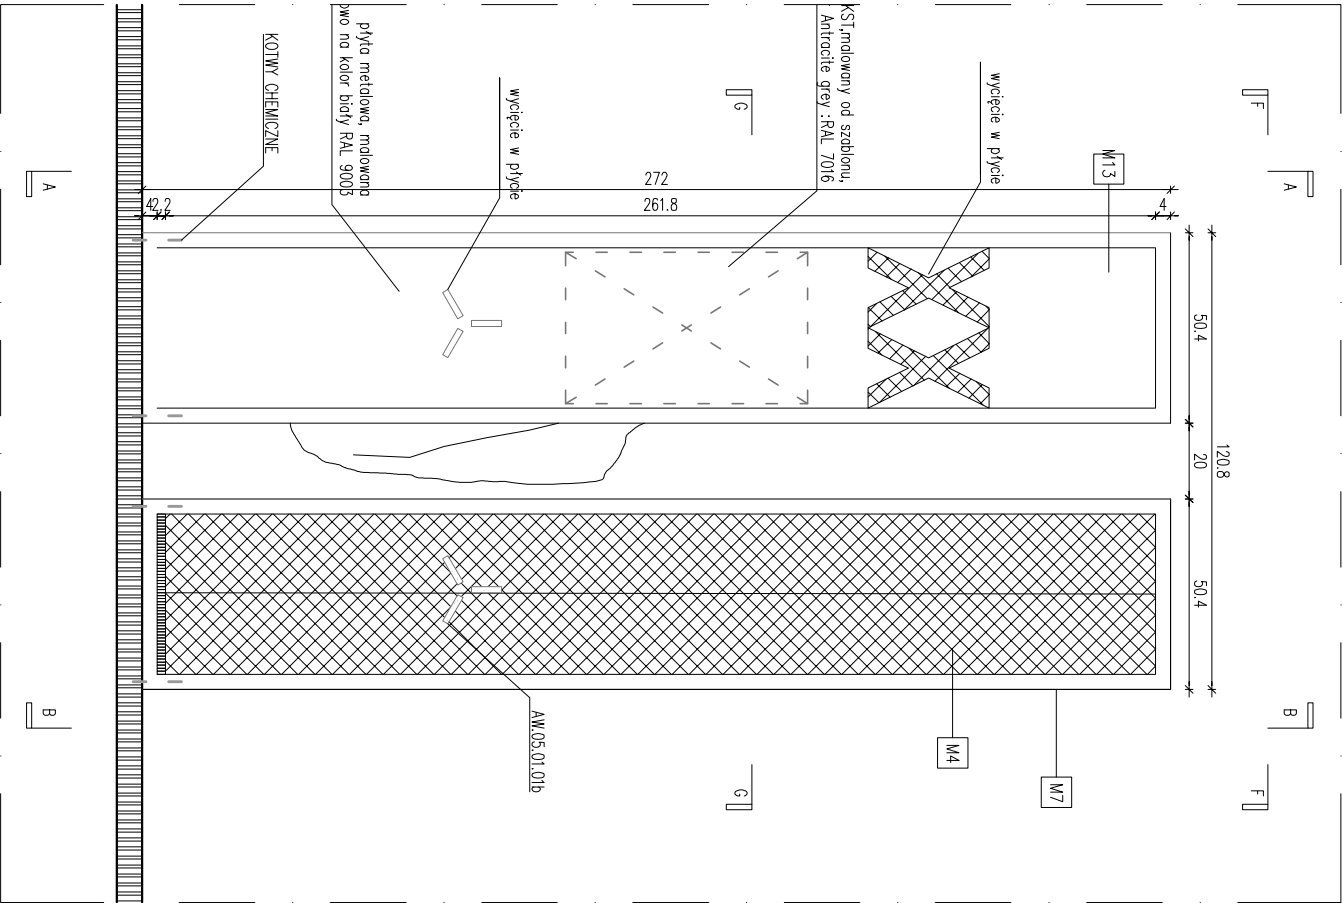 KOTWY CHEMICZNE
płyta metalowa, malowana
owo na kolor biały RAL 9003
wycięcie w płycie
KST,malowany od szablonu,
Antracite grey :RAL 7016
wycięcie w płycie
M13
G
F
A
A
272
4
2.2
261.8
4
50.4
20
120.8
50.4
AW.05.01.01b
M4
M7
B
B
G
F